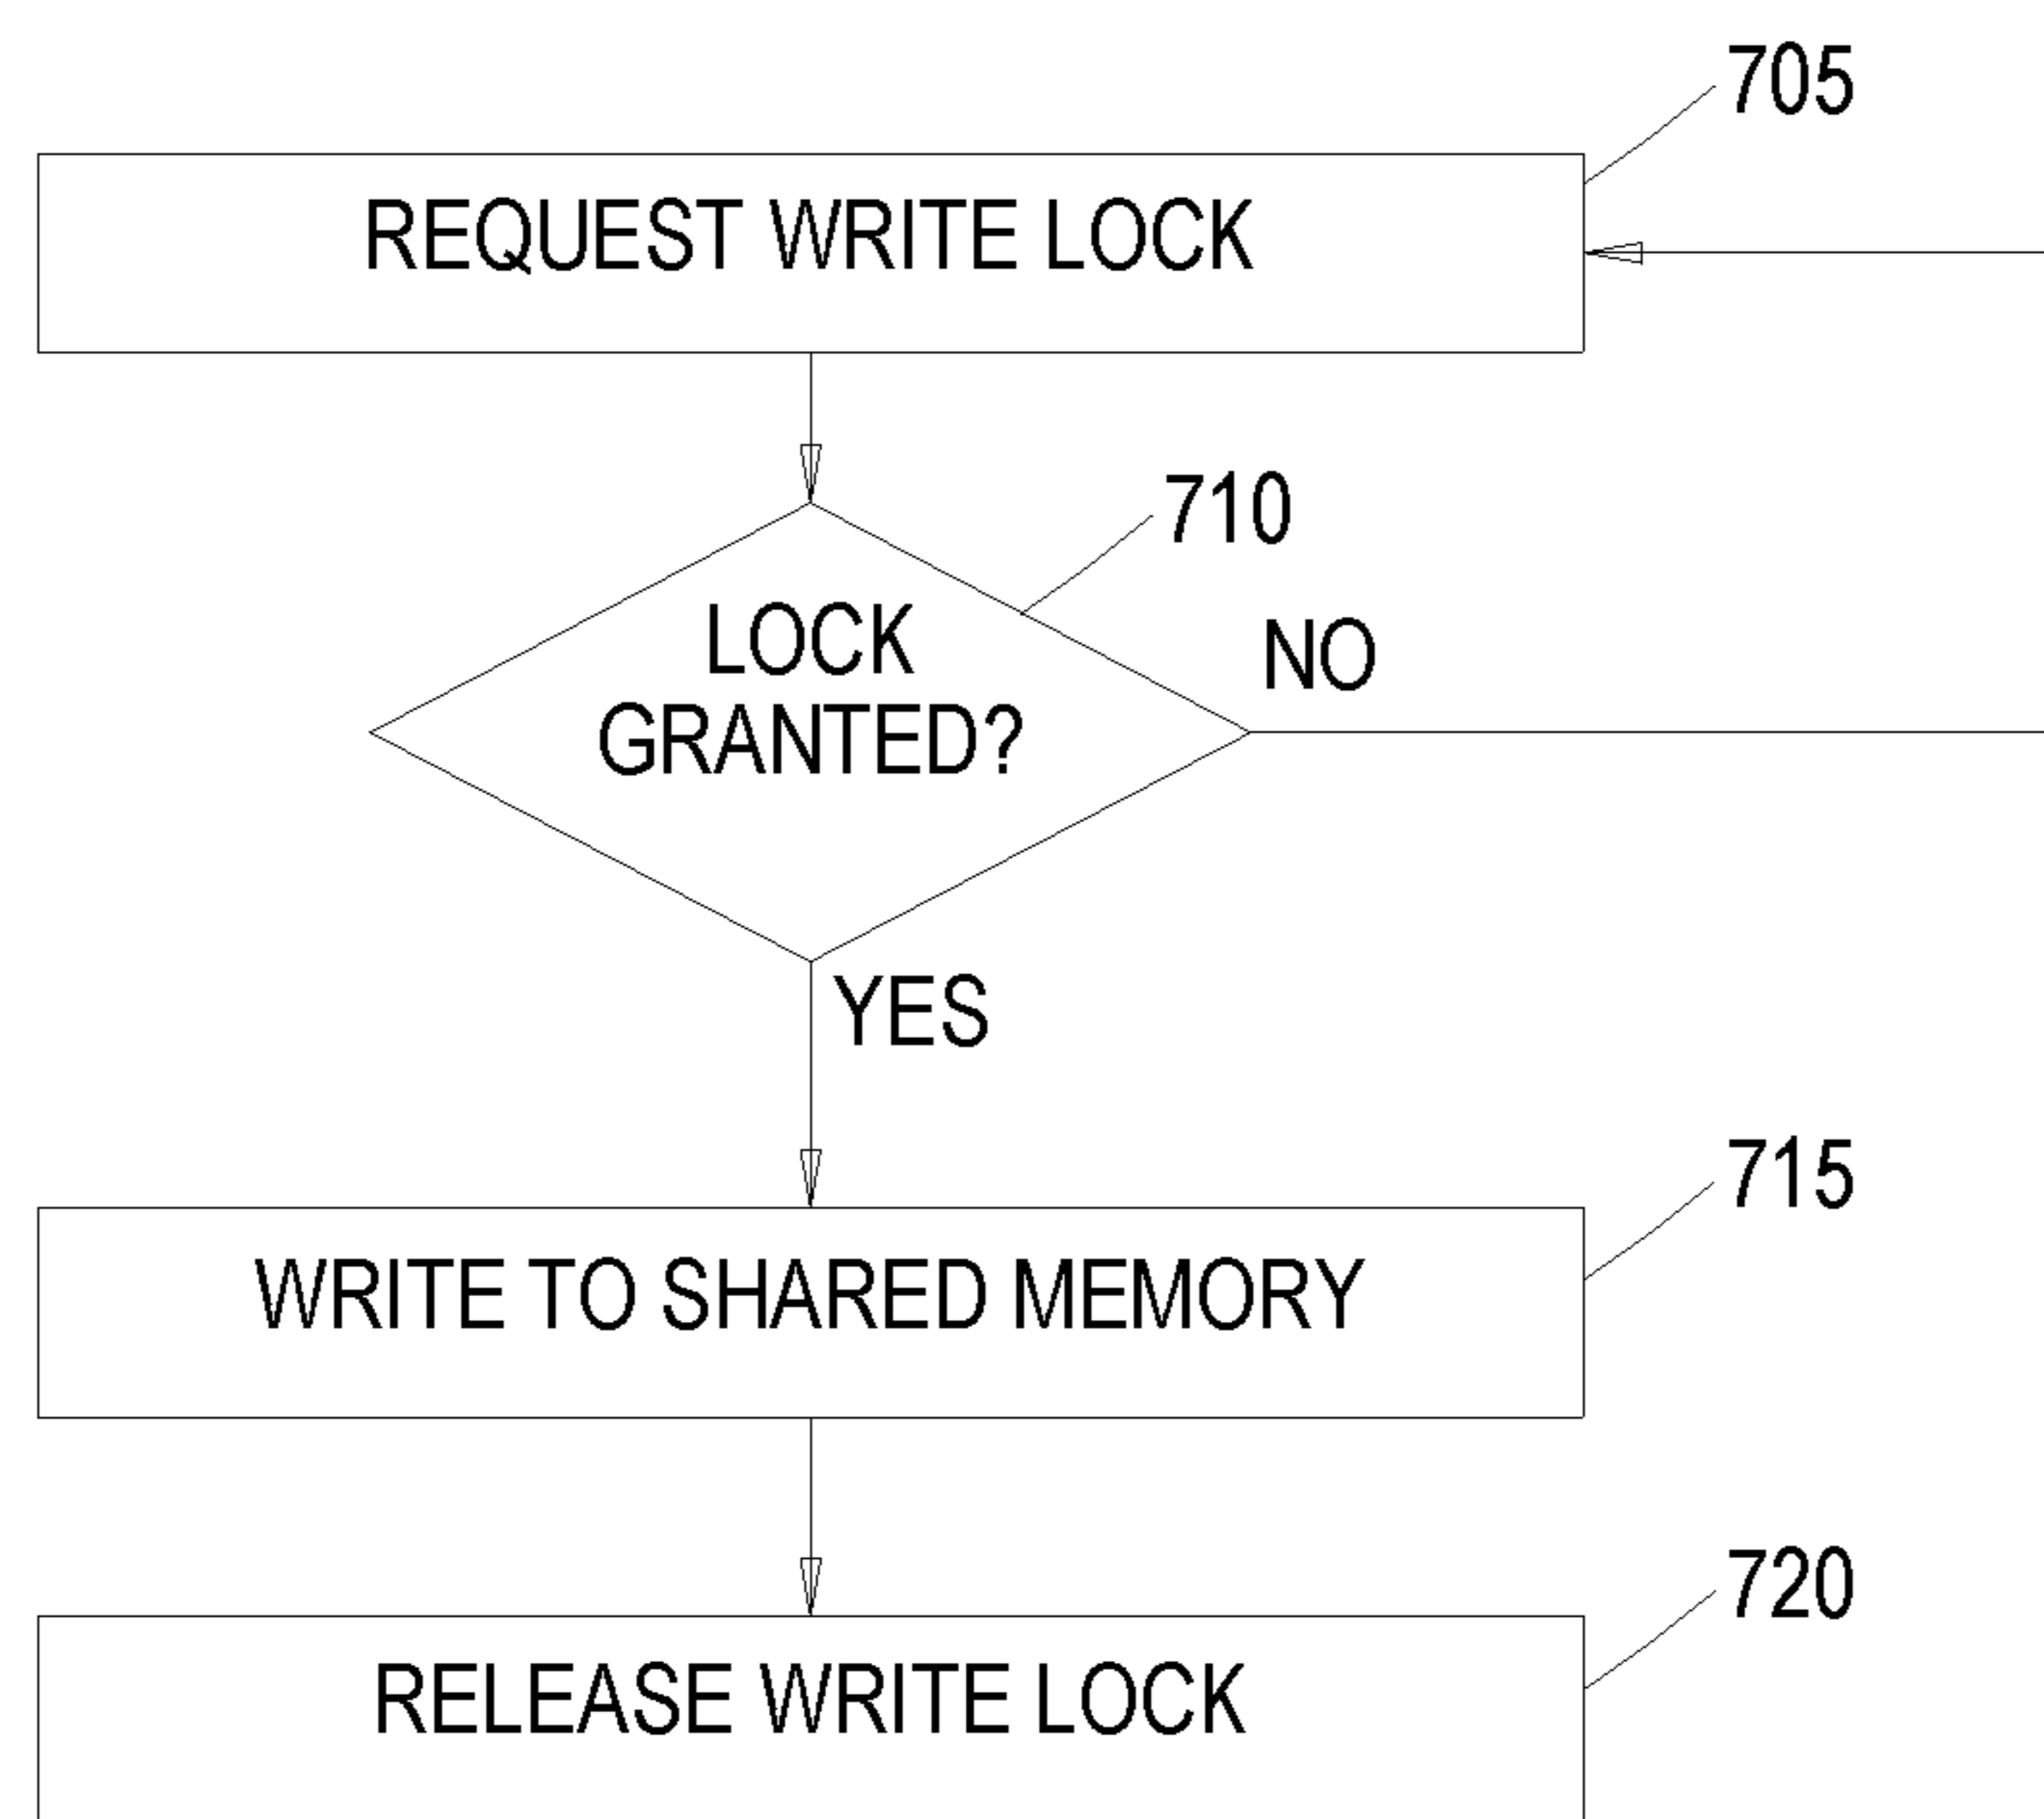 705
REQUEST WRITE LOCK
710
LOCK
GRANTED?
NO
YES
715
WRITE TO SHARED MEMORY
720
RELEASE WRITE LOCK